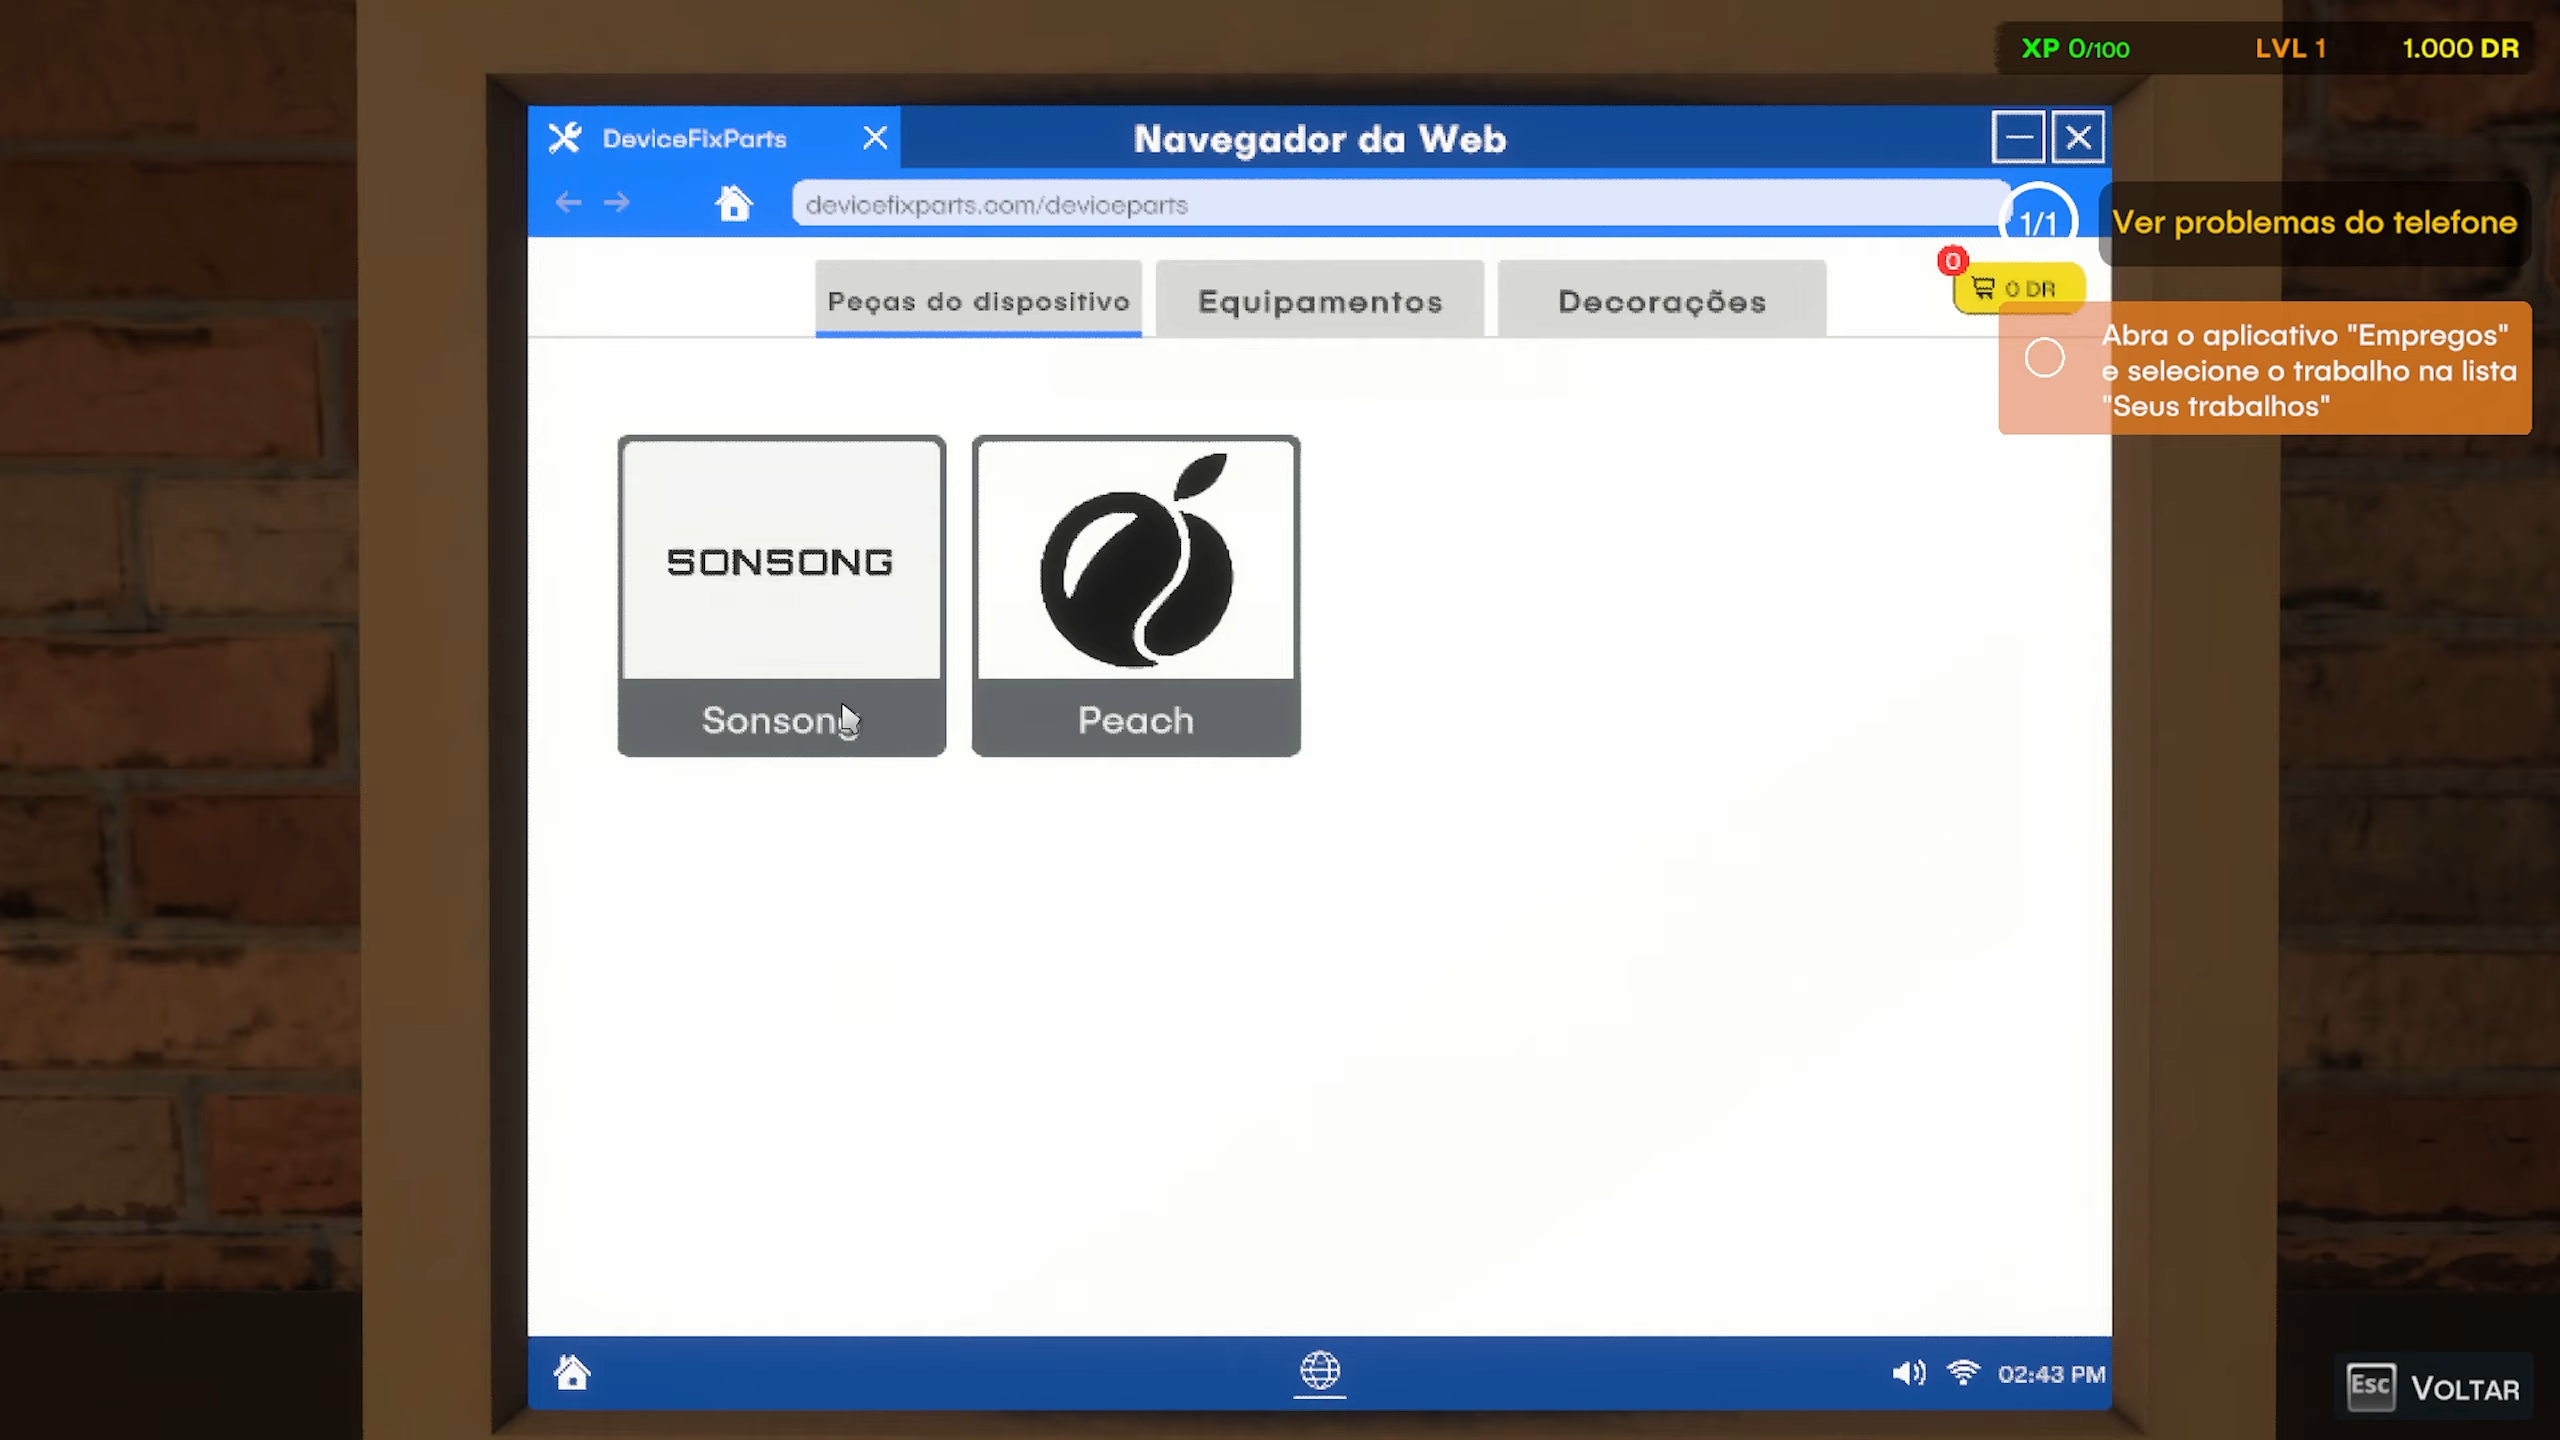 XP 0/100 LVL 1 1.000 DR
DeviceFixParts
Navegador da Web
devicefixparts.com/deviceparts
1/1 Ver problemas do telefone
Peças do dispositivo
Equipamentos
Decorações
0
0 DR
Abra o aplicativo "Empregos"
e selecione o trabalho na lista
"Seus trabalhos"
SONSONG
Sonsong
Peach
02:43 PM
Esc VOLTAR